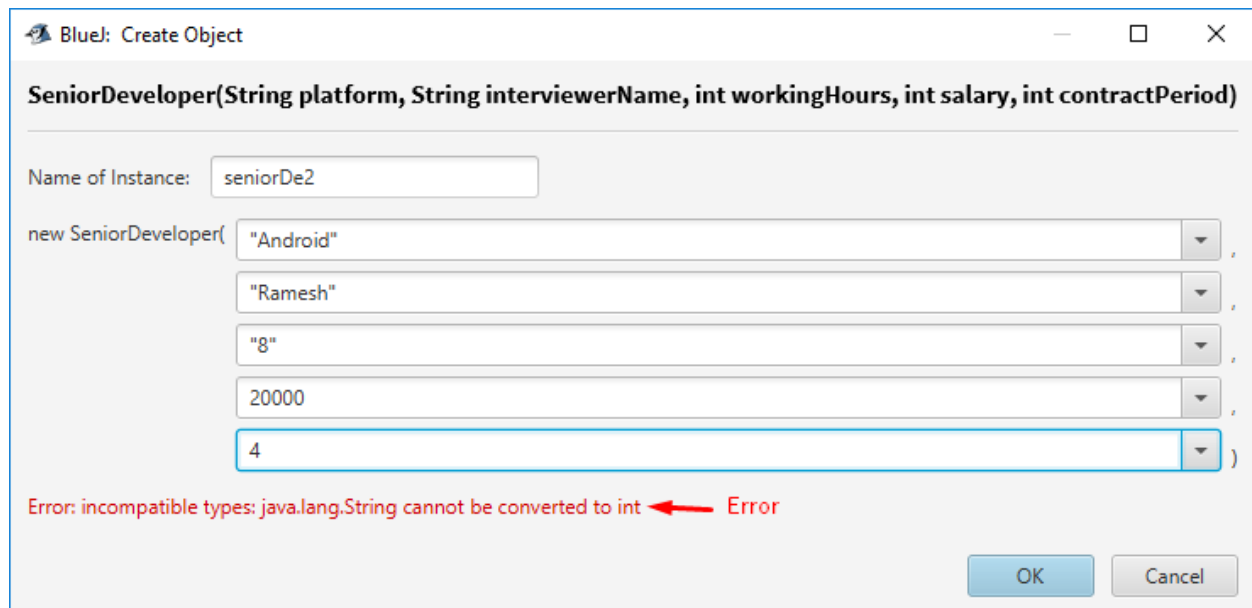 BlueJ: Create Object
SeniorDeveloper(String platform, String interviewerName, int workingHours, int salary, int contractPeriod)
Name of Instance: seniorDe2
new SeniorDeveloper( "Android" ,
"Ramesh" ,
"8" ,
20000 ,
4 )
Error: incompatible types: java.lang.String cannot be converted to int Error
OK Cancel